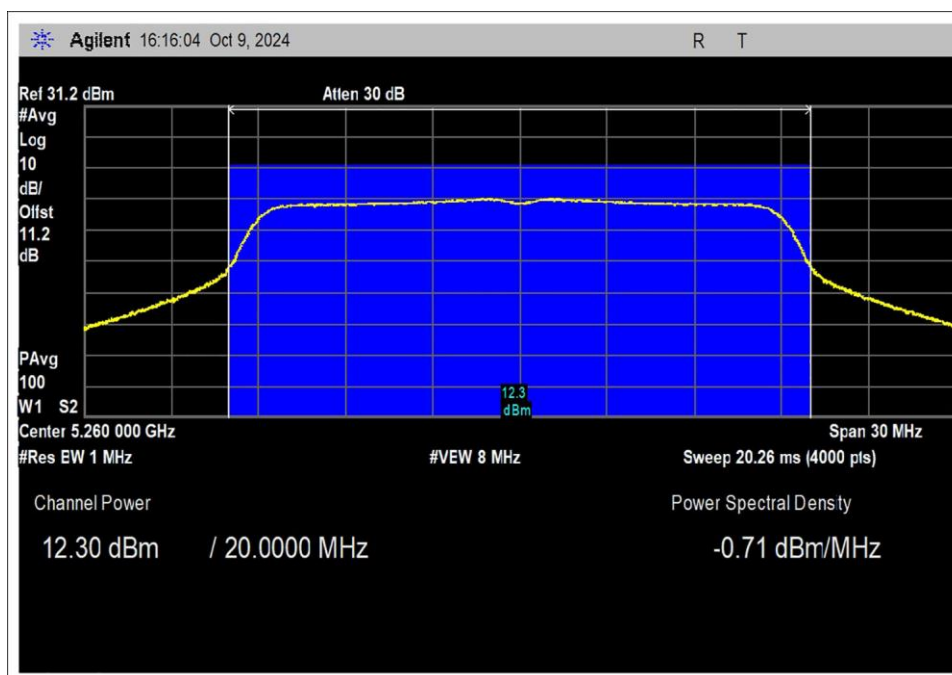 Agilent 16:16:04 Oct 9, 2024 R T
Ref 31.2 dBm Atten 30 dB
#Avg
Log
10
dB/
Offst
11.2
dB
PAvg
100
W1 S2
12.3
dBm
Center 5.260 000 GHz Span 30 MHz
#Res BW 1 MHz #VBW 8 MHz Sweep 20.26 ms (4000 pts)
Channel Power Power Spectral Density
12.30 dBm / 20.0000 MHz -0.71 dBm/MHz